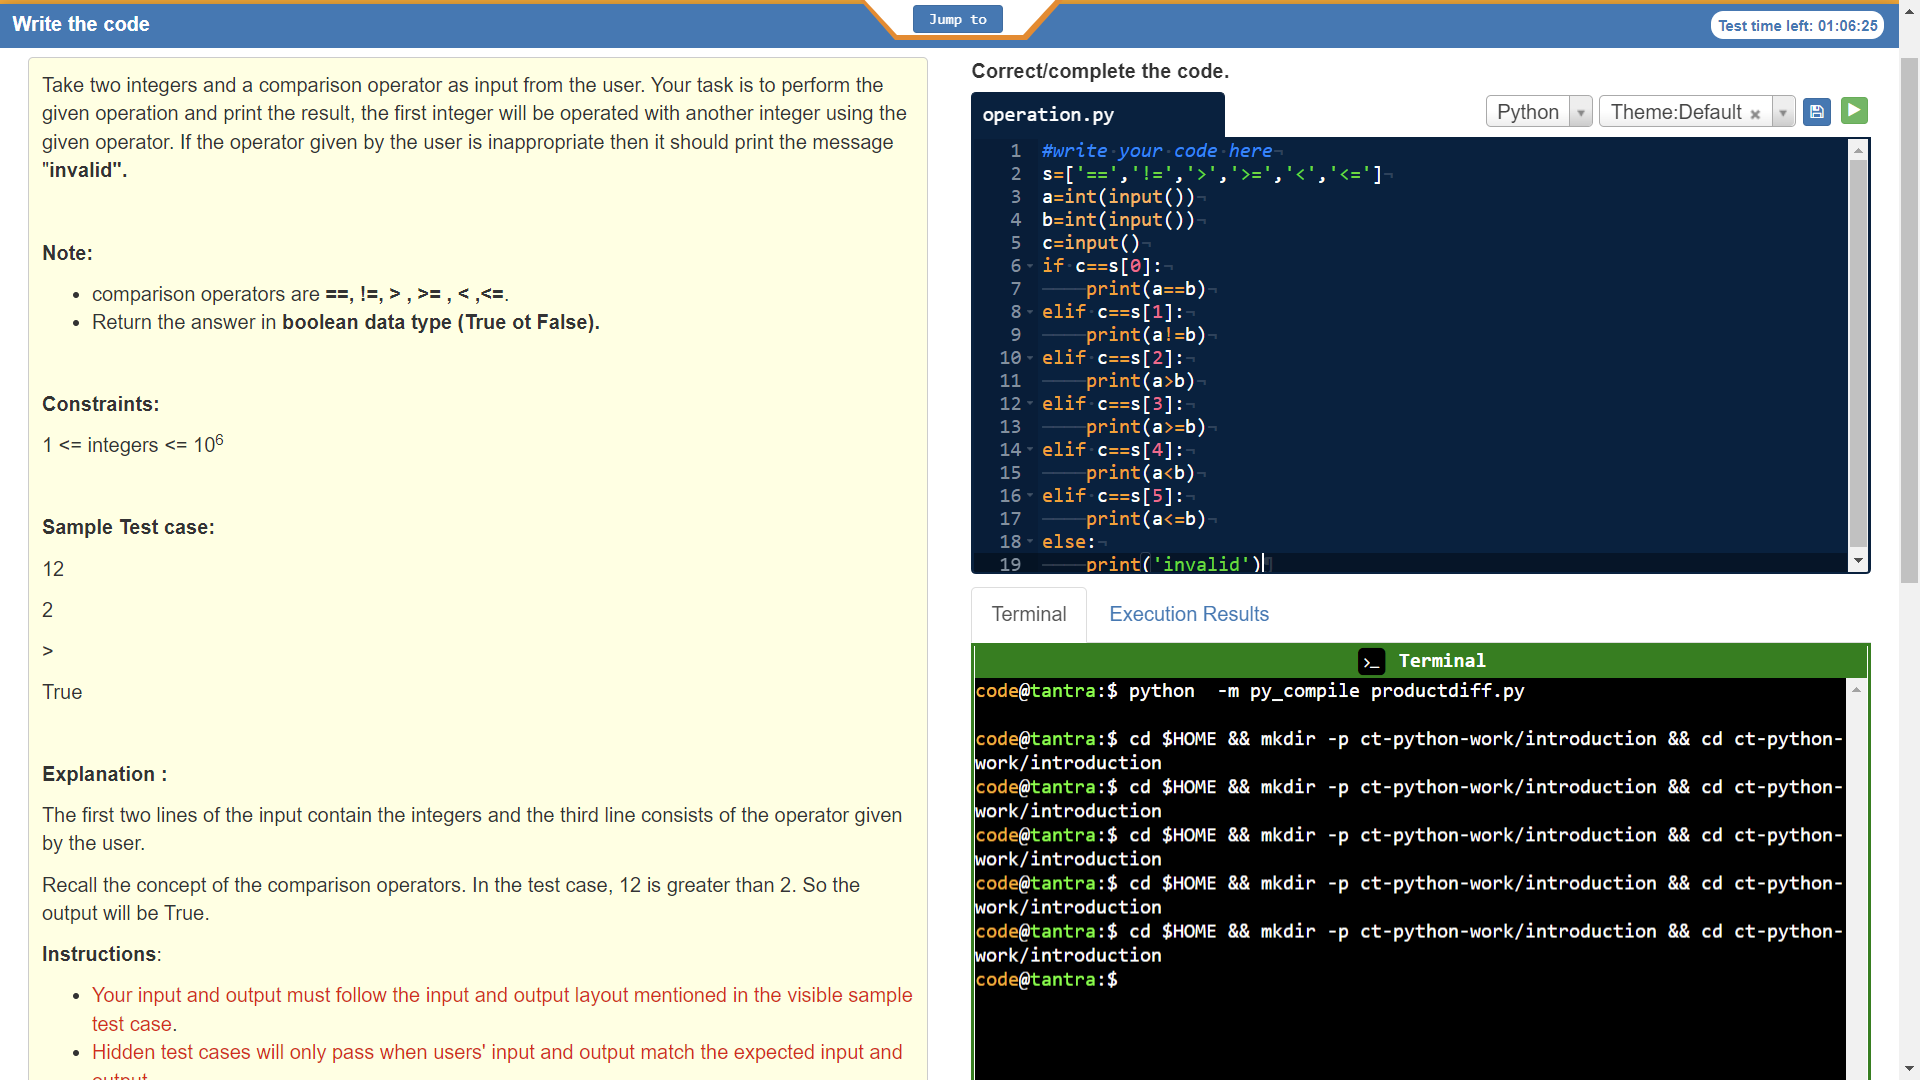 Write the code
Jump to
Test time left: 01:06:25
Take two integers and a comparison operator as input from the user. Your task is to perform the
given operation and print the result, the first integer will be operated with another integer using the
given operator. If the operator given by the user is inappropriate then it should print the message
"invalid".
Note:
• comparison operators are ==, !=, > , >= , < ,<=.
• Return the answer in boolean data type (True ot False).
Constraints:
1 <= integers <= 10⁶
Sample Test case:
12
2
>
True
Explanation :
The first two lines of the input contain the integers and the third line consists of the operator given
by the user.
Recall the concept of the comparison operators. In the test case, 12 is greater than 2. So the
output will be True.
Instructions:
• Your input and output must follow the input and output layout mentioned in the visible sample
test case.
• Hidden test cases will only pass when users' input and output match the expected input and
output.
Correct/complete the code.
operation.py
Python
Theme:Default ×
1 #write your code here
2 s=['==','!=','>','>=','<','<=']
3 a=int(input())
4 b=int(input())
5 c=input()
6 if c==s[0]:
7     print(a==b)
8 elif c==s[1]:
9     print(a!=b)
10 elif c==s[2]:
11     print(a>b)
12 elif c==s[3]:
13     print(a>=b)
14 elif c==s[4]:
15     print(a<b)
16 elif c==s[5]:
17     print(a<=b)
18 else:
19     print('invalid')
Terminal
Execution Results
>_ Terminal
code@tantra:$ python  -m py_compile productdiff.py
code@tantra:$ cd $HOME && mkdir -p ct-python-work/introduction && cd ct-python-
work/introduction
code@tantra:$ cd $HOME && mkdir -p ct-python-work/introduction && cd ct-python-
work/introduction
code@tantra:$ cd $HOME && mkdir -p ct-python-work/introduction && cd ct-python-
work/introduction
code@tantra:$ cd $HOME && mkdir -p ct-python-work/introduction && cd ct-python-
work/introduction
code@tantra:$ cd $HOME && mkdir -p ct-python-work/introduction && cd ct-python-
work/introduction
code@tantra:$